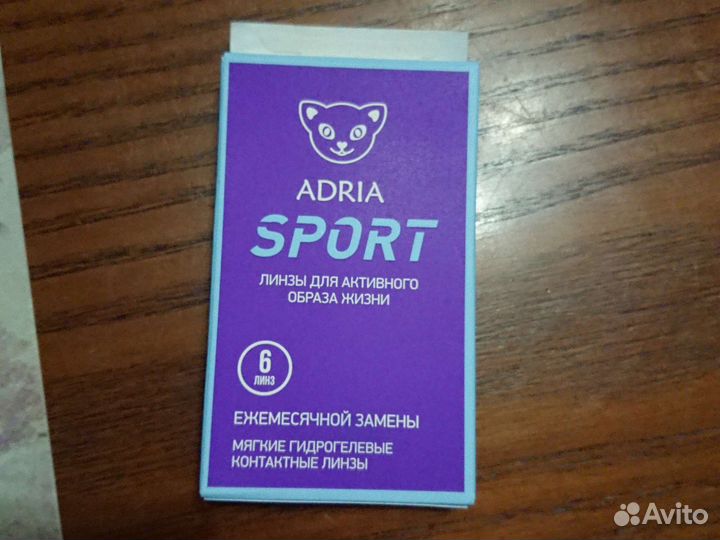 ADRIA
SPORT
ЛИНЗЫ ДЛЯ АКТИВНОГО
ОБРАЗА ЖИЗНИ
6
ЛИНЗ
ЕЖЕМЕСЯЧНОЙ ЗАМЕНЫ
МЯГКИЕ ГИДРОГЕЛЕВЫЕ
КОНТАКТНЫЕ ЛИНЗЫ
Avito